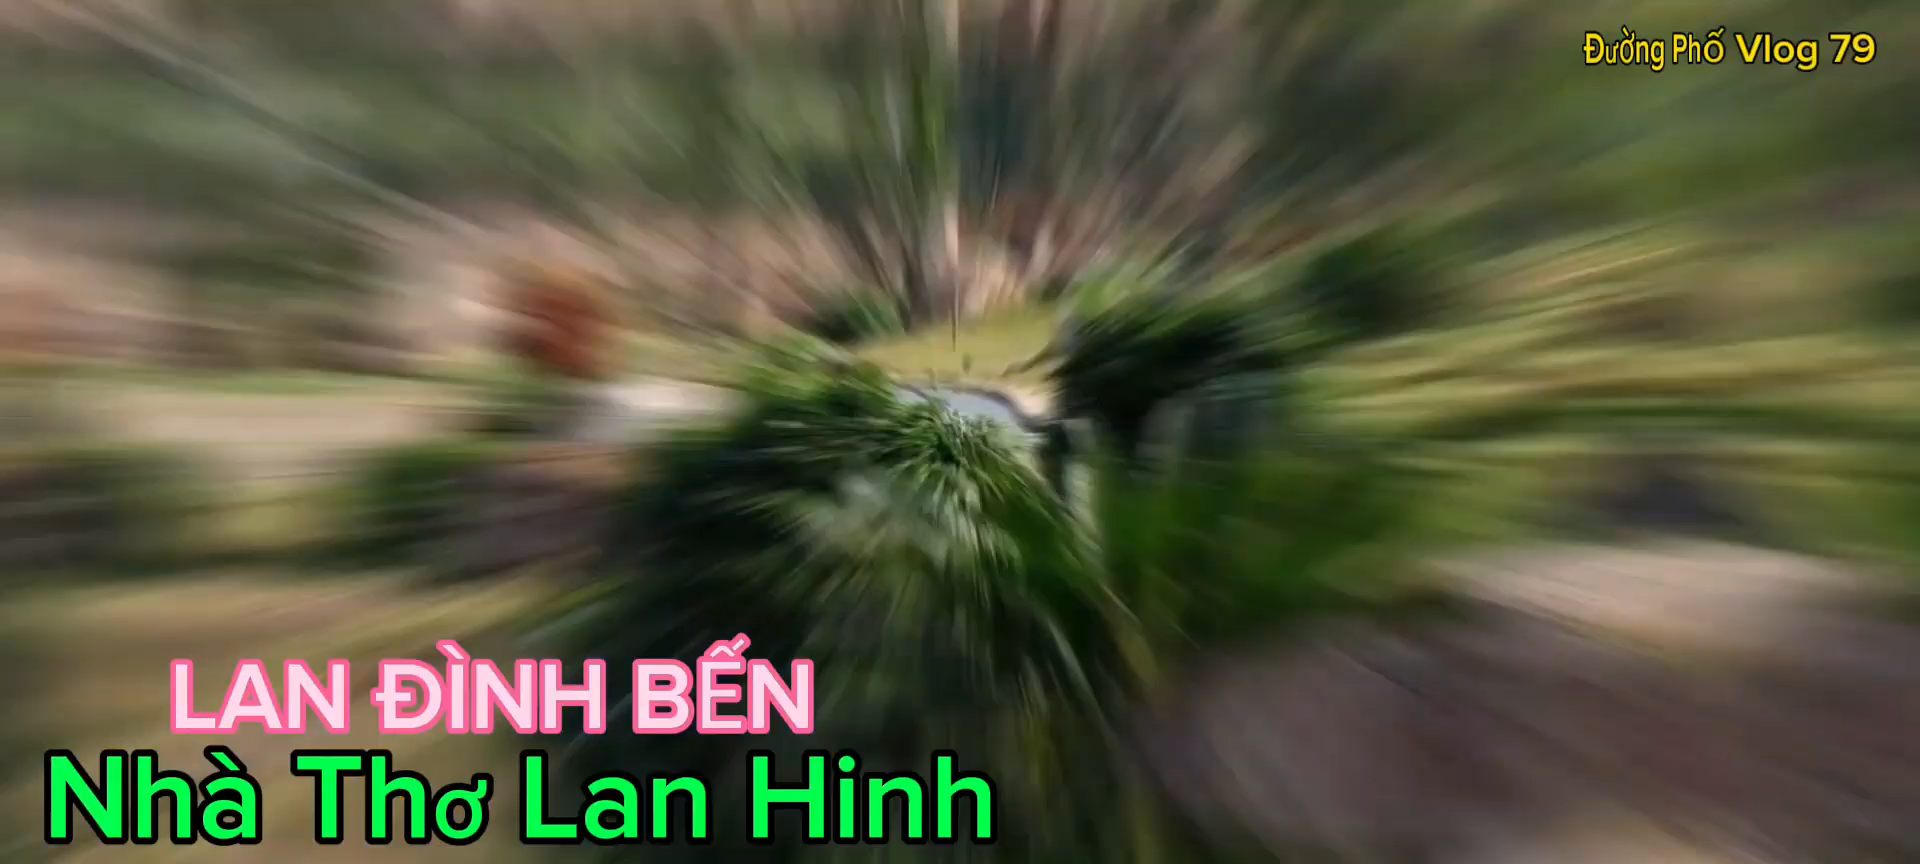 Đường Phố Vlog 79
LAN ĐÌNH BẾN
Nhà Thơ Lan Hinh